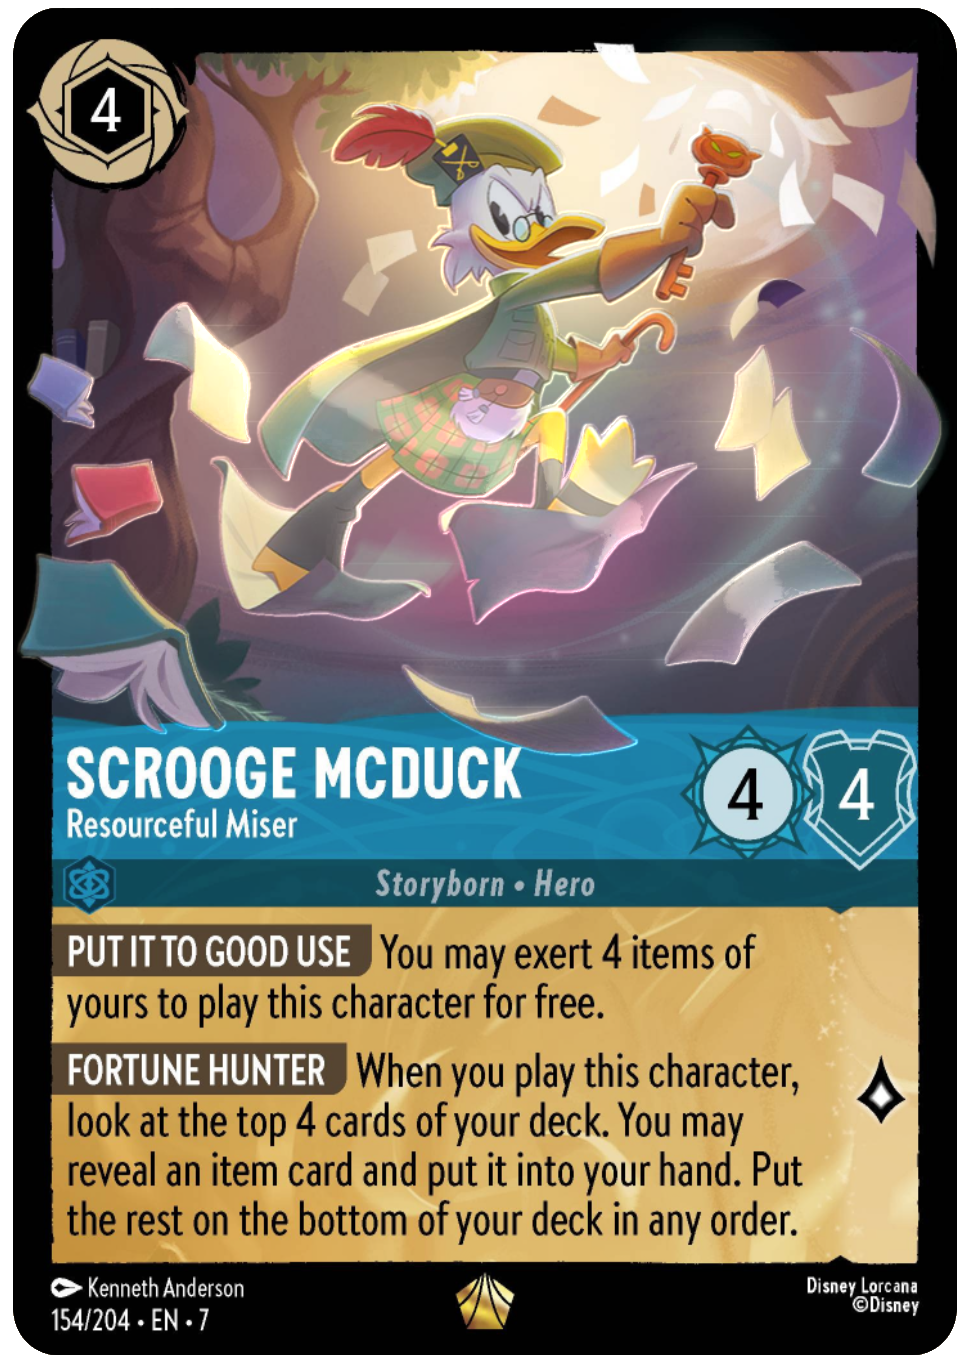 4
SCROOGE MCDUCK
Resourceful Miser
4 4
Storyborn • Hero
PUT IT TO GOOD USE You may exert 4 items of
yours to play this character for free.
FORTUNE HUNTER When you play this character,
look at the top 4 cards of your deck. You may
reveal an item card and put it into your hand. Put
the rest on the bottom of your deck in any order.
Kenneth Anderson
154/204 • EN • 7
Disney Lorcana
©Disney